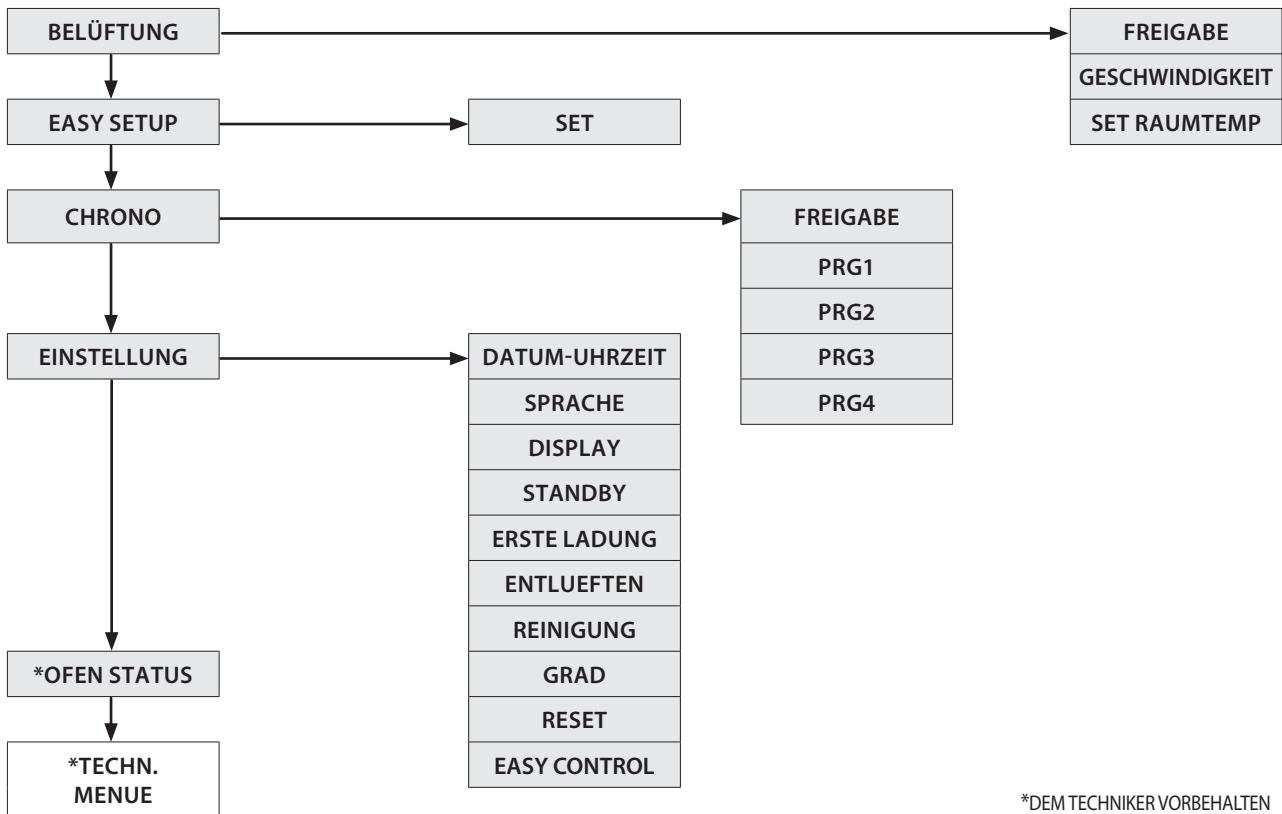 BELÜFTUNG
FREIGABE
GESCHWINDIGKEIT
SET RAUMTEMP
EASY SETUP
SET
CHRONO
FREIGABE
PRG1
PRG2
PRG3
PRG4
EINSTELLUNG
DATUM-UHRZEIT
SPRACHE
DISPLAY
STANDBY
ERSTE LADUNG
ENTLUEFTEN
REINIGUNG
GRAD
RESET
EASY CONTROL
*OFEN STATUS
*TECHN.
MENUE
*DEM TECHNIKER VORBEHALTEN